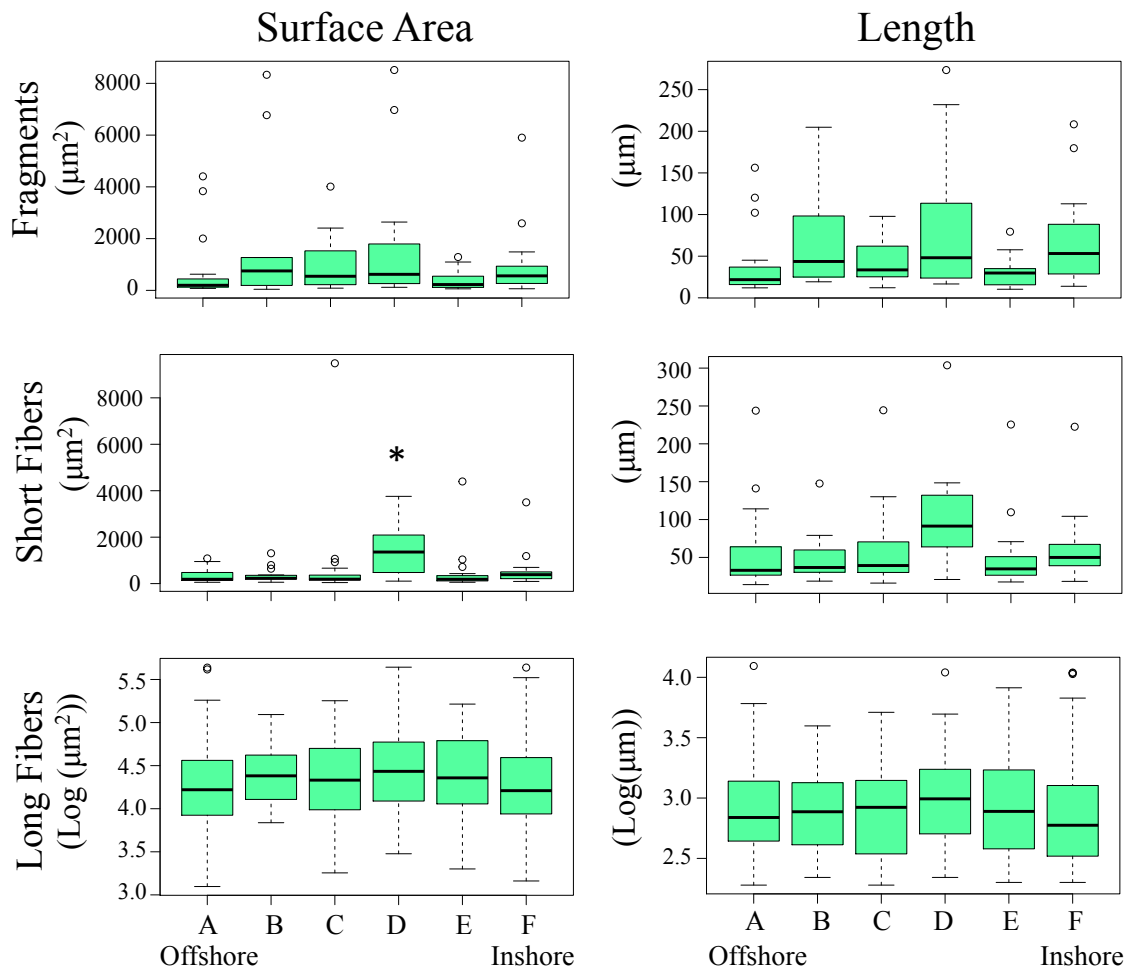 Surface Area
Length
Fragments
(µm²)
8000
6000
4000
2000
0
(µm)
250
200
150
100
50
0
Short Fibers
(µm²)
8000
6000
4000
2000
0
*
(µm)
300
250
200
150
100
50
Long Fibers
(Log (µm²))
5.5
5.0
4.5
4.0
3.5
3.0
(Log(µm))
4.0
3.5
3.0
2.5
A B C D E F
Offshore Inshore
A B C D E F
Offshore Inshore